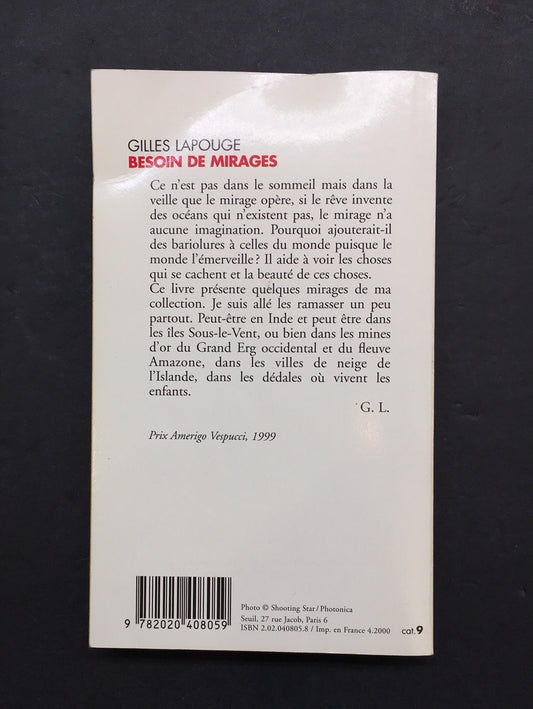 GILLES LAPOUGE
BESOIN DE MIRAGES
Ce n'est pas dans le sommeil mais dans la
veille que le mirage opère, si le rêve invente
des océans qui n'existent pas, le mirage n'a
aucune imagination. Pourquoi ajouterait-il
des bariolures à celles du monde puisque le
monde l'émerveille ? Il aide à voir les choses
qui se cachent et la beauté de ces choses.
Ce livre présente quelques mirages de ma
collection. Je suis allé les ramasser un peu
partout. Peut-être en Inde et peut être dans
les îles Sous-le-Vent, ou bien dans les mines
d'or du Grand Erg occidental et du fleuve
Amazone, dans les villes de neige de
l'Islande, dans les dédales où vivent les
enfants.
G. L.
Prix Amerigo Vespucci, 1999
Photo © Shooting Star / Photonica
Seuil, 27 rue Jacob, Paris 6
ISBN 2.02.040805.8 / Imp. en France 4.2000
cat.9
9 782020 408059